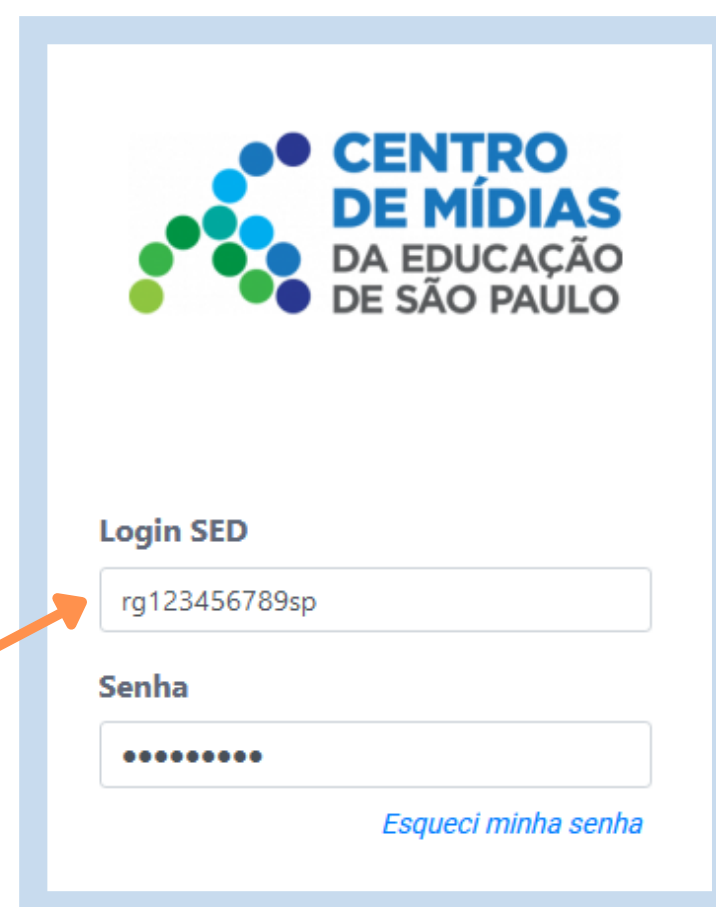 CENTRO
DE MÍDIAS
DA EDUCAÇÃO
DE SÃO PAULO
Login SED
rg123456789sp
Senha
•••••••••
Esqueci minha senha